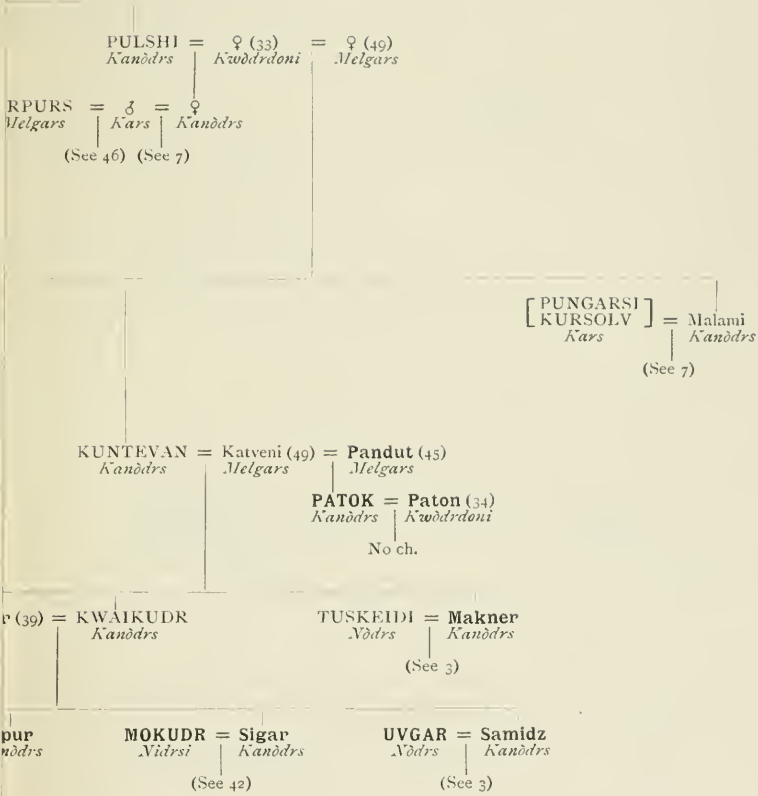 PULSHI = ♀ (33) = ♀ (49)
Kanòdrs Kwòdrdoni Melgars
RPURS = ♂ = ♀
Melgars Kars Kanòdrs
(See 46) (See 7)
[PUNGARSI
KURSOLV] = Malami
Kars Kanòdrs
(See 7)
KUNTEVAN = Katveni (49) = Pandut (45)
Kanòdrs Melgars Melgars
PATOK = Paton (34)
Kanòdrs Kwòdrdoni
No ch.
r (39) = KWAIKUDR TUSKEIDI = Makner
Kanòdrs Nòdrs Kanòdrs
(See 3)
pur MOKUDR = Sigar UVGAR = Samidz
nòdrs Nidrsi Kanòdrs Nòdrs Kanòdrs
(See 42) (See 3)